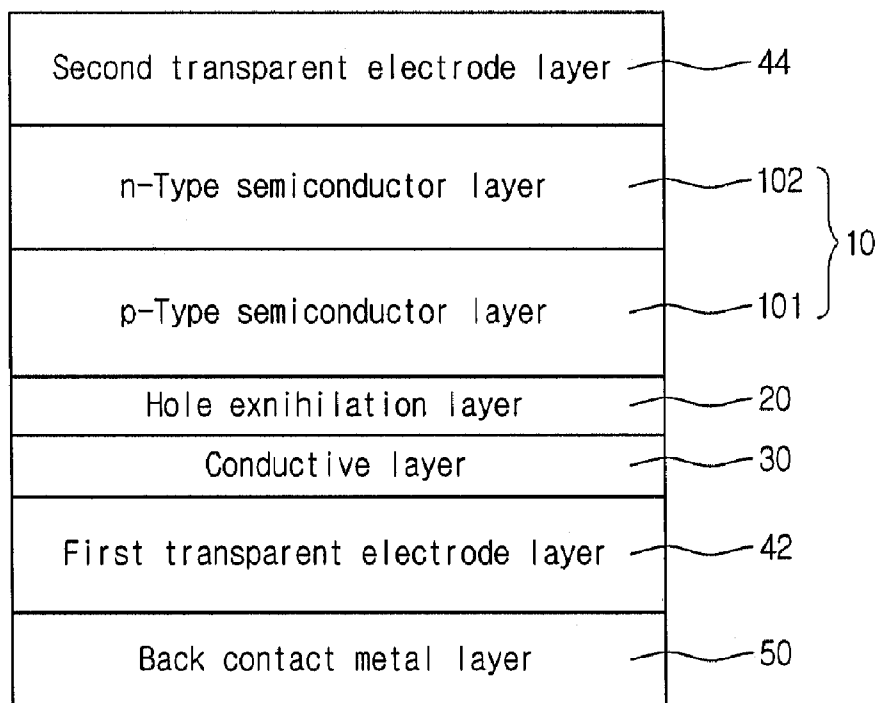 Second transparent electrode layer 44
n-Type semiconductor layer 102
10
p-Type semiconductor layer 101
Hole exnihilation layer 20
Conductive layer 30
First transparent electrode layer 42
Back contact metal layer 50